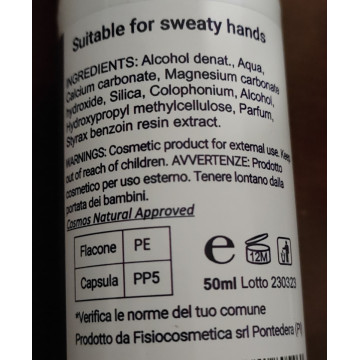 Suitable for sweaty hands
INGREDIENTS: Alcohol denat., Aqua,
Calcium carbonate, Magnesium carbonate
hydroxide, Silica, Colophonium, Alcohol,
Hydroxypropyl methylcellulose, Parfum,
Styrax benzoin resin extract.
WARNINGS: Cosmetic product for external use. Keep
out of reach of children. AVVERTENZE: Prodotto
cosmetico per uso esterno. Tenere lontano dalla
portata dei bambini.
Cosmos Natural Approved
Flacone PE
Capsula PP5
e 12M
50ml Lotto 230323
*Verifica le norme del tuo comune
Prodotto da Fisiocosmetica srl Pontedera (PI)